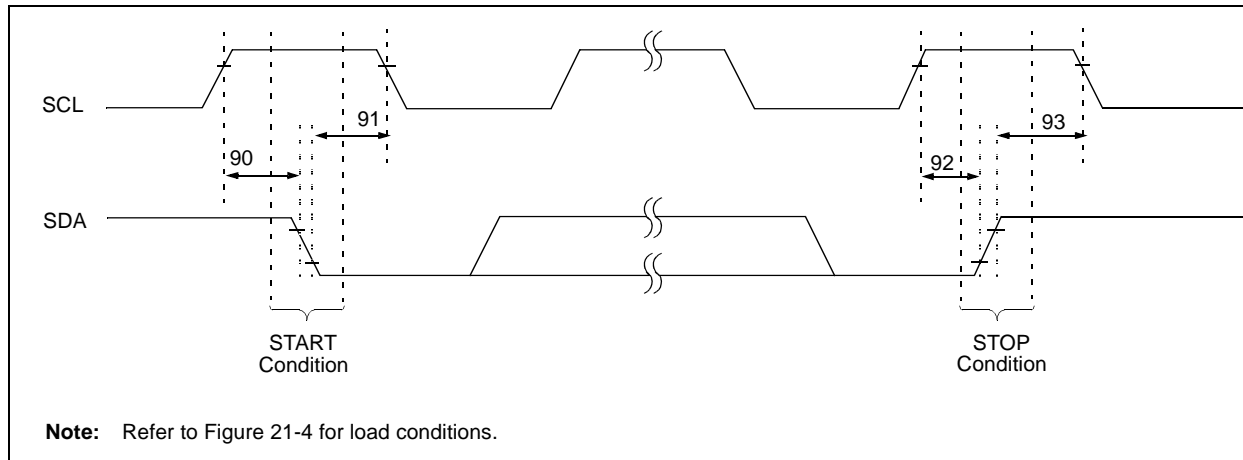 SCL
91
93
90
92
SDA
START
Condition
STOP
Condition
Note: Refer to Figure 21-4 for load conditions.